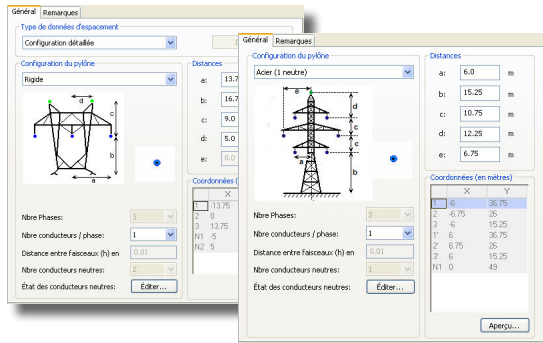 Général Remarques
Type de données d'espacement
Configuration détaillée
Configuration du pylône
Rigide
Distances
a: 13.7
b: 16.7
c: 9.0
d: 5.0
e: 0.0
d
c
b
a
Coordonnées (
X
1 -13.75
2 0
3 13.75
N1 -5
N2 5
Nbre Phases: 3
Nbre conducteurs / phase: 1
Distance entre faisceaux (h) en 0.01
Nbre conducteurs neutres: 2
État des conducteurs neutres: Éditer...
Général Remarques
Configuration du pylône
Acier (1 neutre)
Distances
a: 6.0 m
b: 15.25 m
c: 10.75 m
d: 12.25 m
e: 6.75 m
e
d
c
c
a
b
Coordonnées (en mètres)
X Y
1 -6 36.75
2 -6.75 26
3 -6 15.25
1' 6 36.75
2' 6.75 26
3' 6 15.25
N1 0 49
Nbre Phases: 3
Nbre conducteurs / phase: 1
Distance entre faisceaux (h) en 0.01
Nbre conducteurs neutres: 1
État des conducteurs neutres: Éditer...
Aperçu...